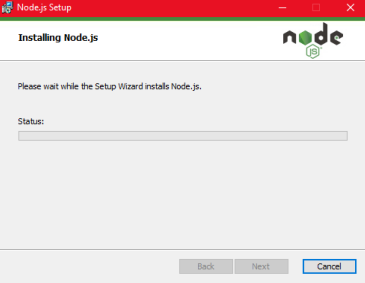 Node.js Setup
Installing Node.js
node
JS
Please wait while the Setup Wizard installs Node.js.
Status:
Back
Next
Cancel